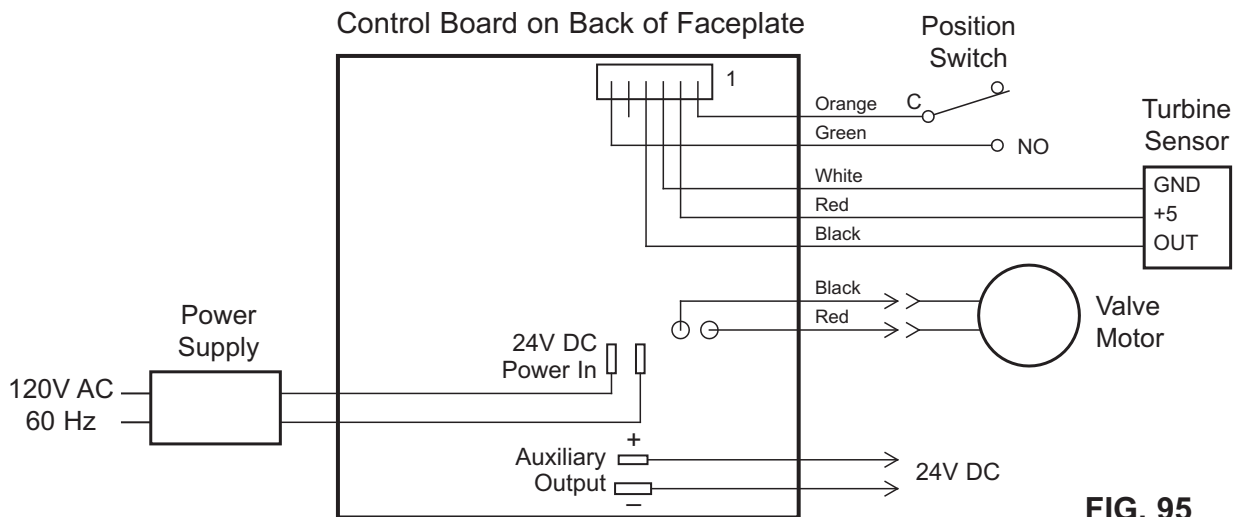 Control Board on Back of Faceplate
Position
Switch
1
Orange
C
Green
NO
Turbine
Sensor
White
GND
Red
+5
Black
OUT
Black
Red
Valve
Motor
Power
Supply
24V DC
Power In
120V AC
60 Hz
+
Auxiliary
Output
–
24V DC
FIG. 95